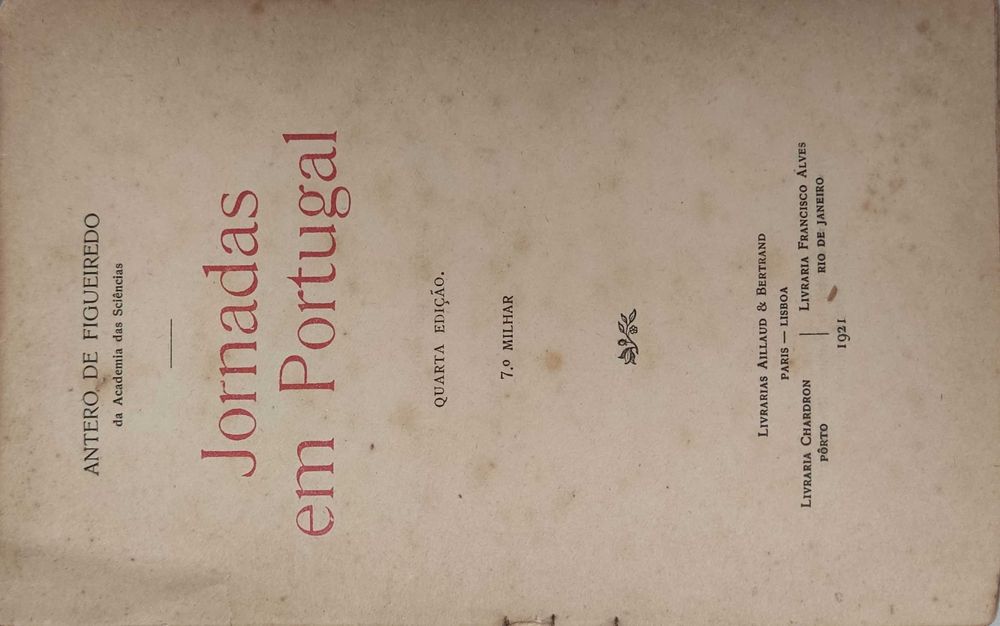 ANTERO DE FIGUEIREDO
da Academia das Sciências
Jornadas
em Portugal
QUARTA EDIÇÃO.
7.º MILHAR
LIVRARIAS AILLAUD & BERTRAND
PARIS — LISBOA
LIVRARIA CHARDRON
PÔRTO
LIVRARIA FRANCISCO ALVES
RIO DE JANEIRO
1921